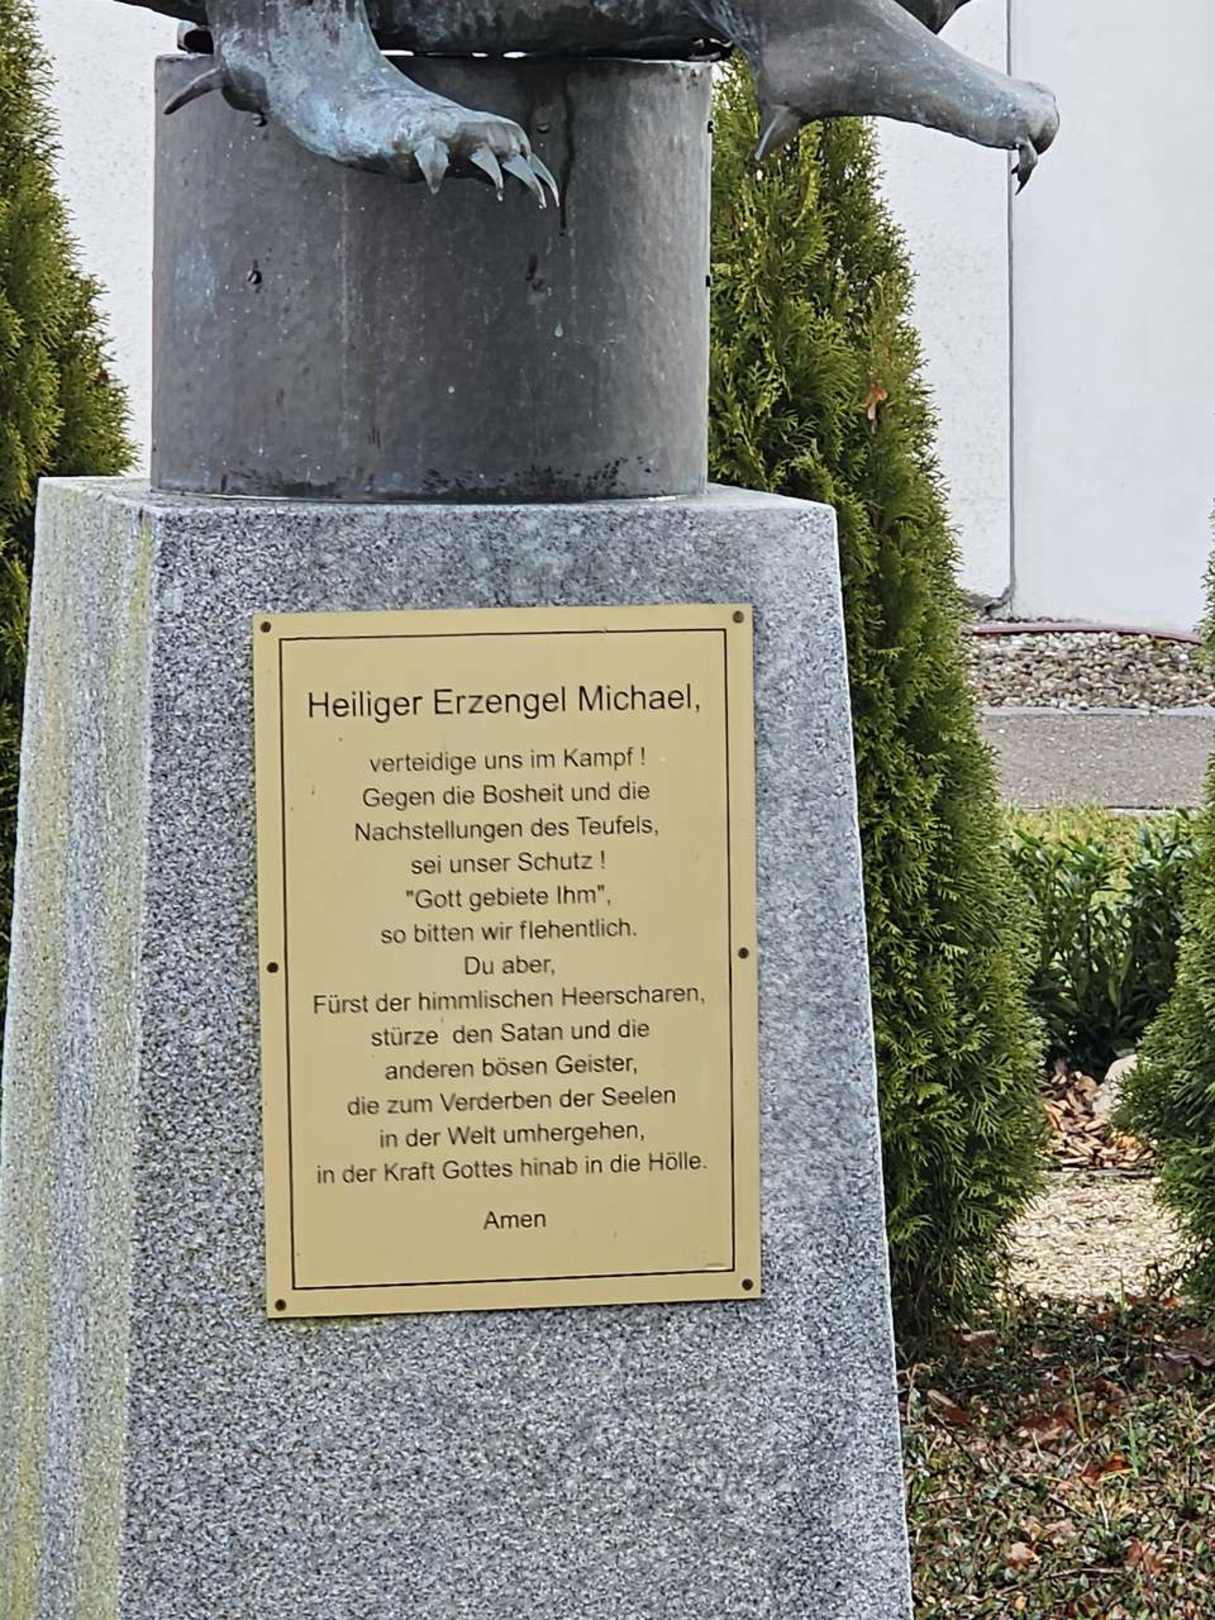 Heiliger Erzengel Michael,
verteidige uns im Kampf !
Gegen die Bosheit und die
Nachstellungen des Teufels,
sei unser Schutz !
"Gott gebiete Ihm",
so bitten wir flehentlich.
Du aber,
Fürst der himmlischen Heerscharen,
stürze  den Satan und die
anderen bösen Geister,
die zum Verderben der Seelen
in der Welt umhergehen,
in der Kraft Gottes hinab in die Hölle.
Amen